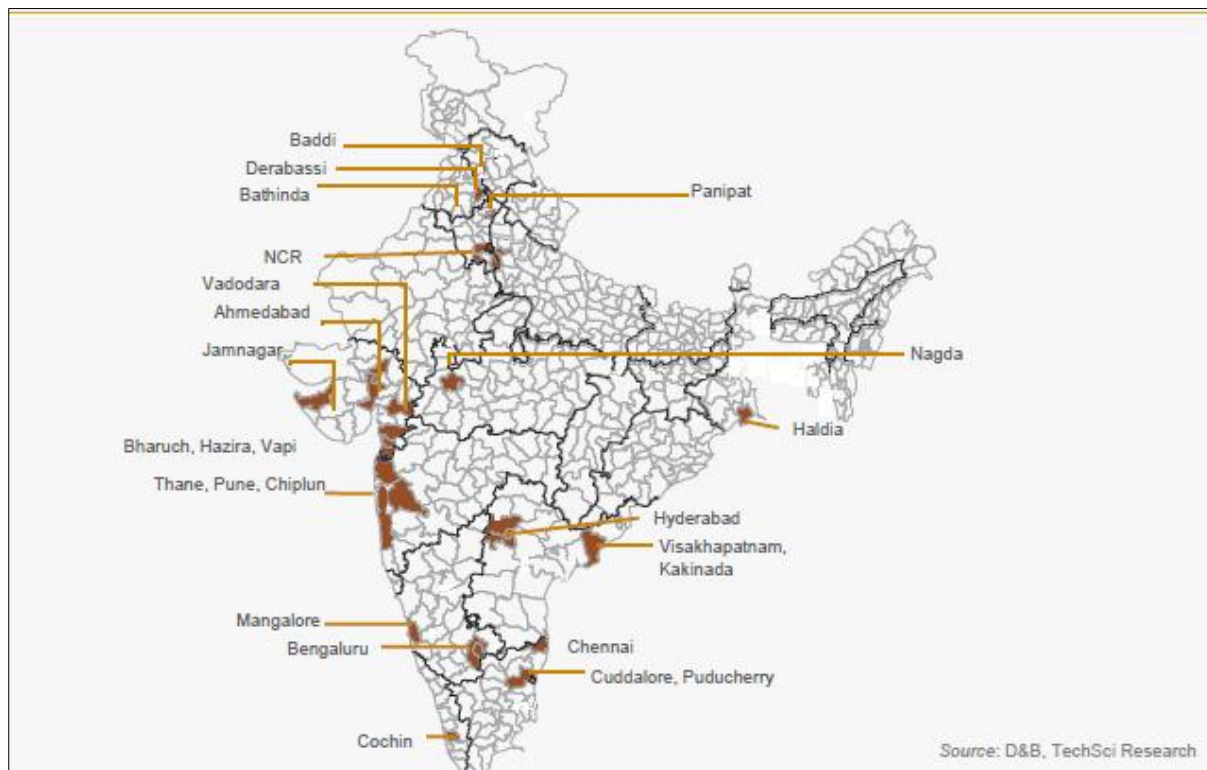 Baddi
Derabassi
Bathinda
Panipat
NCR
Vadodara
Ahmedabad
Jamnagar
Nagda
Haldia
Bharuch, Hazira, Vapi
Thane, Pune, Chiplun
Hyderabad
Visakhapatnam,
Kakinada
Mangalore
Bengaluru
Chennai
Cuddalore, Puducherry
Cochin
Source: D&B, TechSci Research